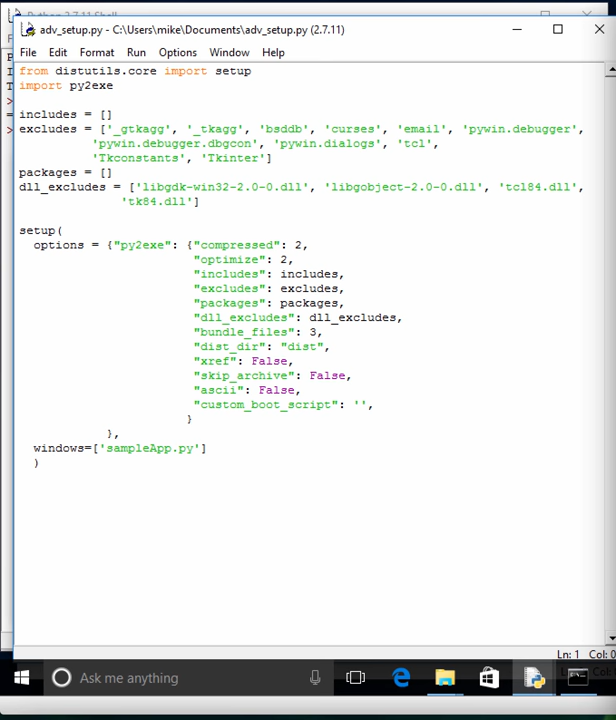 adv_setup.py - C:\Users\mike\Documents\adv_setup.py (2.7.11)
File Edit Format Run Options Window Help
from distutils.core import setup
import py2exe
includes = []
excludes = ['_gtkagg', '_tkagg', 'bsddb', 'curses', 'email', 'pywin.debugger',
'pywin.debugger.dbgcon', 'pywin.dialogs', 'tcl',
'Tkconstants', 'Tkinter']
packages = []
dll_excludes = ['libgdk-win32-2.0-0.dll', 'libgobject-2.0-0.dll', 'tcl84.dll',
'tk84.dll']
setup(
options = {"py2exe": {"compressed": 2,
"optimize": 2,
"includes": includes,
"excludes": excludes,
"packages": packages,
"dll_excludes": dll_excludes,
"bundle_files": 3,
"dist_dir": "dist",
"xref": False,
"skip_archive": False,
"ascii": False,
"custom_boot_script": '',
}
},
windows=['sampleApp.py']
)
Ln: 1 Col: 0
Ask me anything